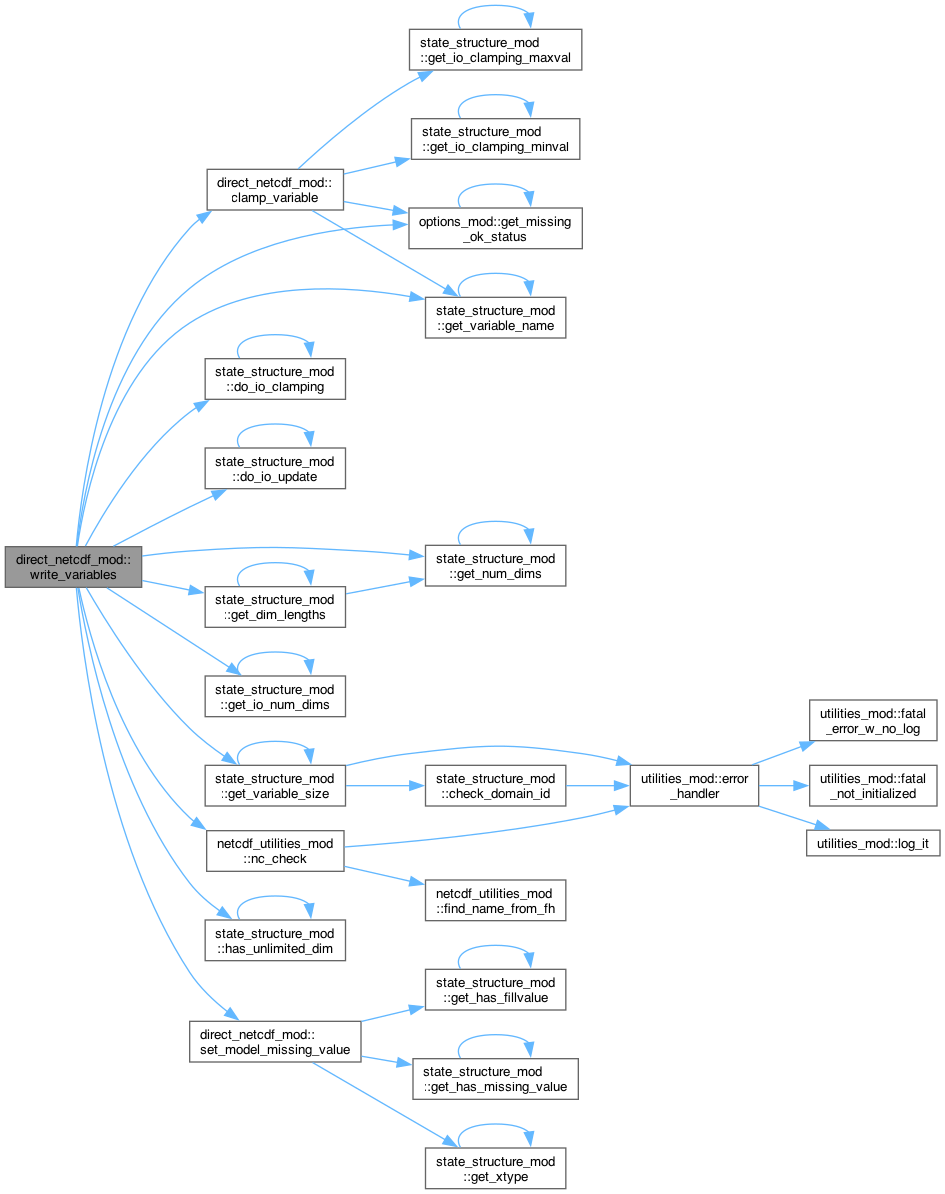 state_structure_mod
::get_io_clamping_maxval
state_structure_mod
::get_io_clamping_minval
direct_netcdf_mod::
clamp_variable
options_mod::get_missing
_ok_status
state_structure_mod
::get_variable_name
state_structure_mod
::do_io_clamping
state_structure_mod
::do_io_update
direct_netcdf_mod::
write_variables
state_structure_mod
::get_num_dims
state_structure_mod
::get_dim_lengths
state_structure_mod
::get_io_num_dims
state_structure_mod
::get_variable_size
state_structure_mod
::check_domain_id
utilities_mod::error
_handler
utilities_mod::fatal
_error_w_no_log
utilities_mod::fatal
_not_initialized
utilities_mod::log_it
netcdf_utilities_mod
::nc_check
netcdf_utilities_mod
::find_name_from_fh
state_structure_mod
::has_unlimited_dim
state_structure_mod
::get_has_fillvalue
direct_netcdf_mod::
set_model_missing_value
state_structure_mod
::get_has_missing_value
state_structure_mod
::get_xtype